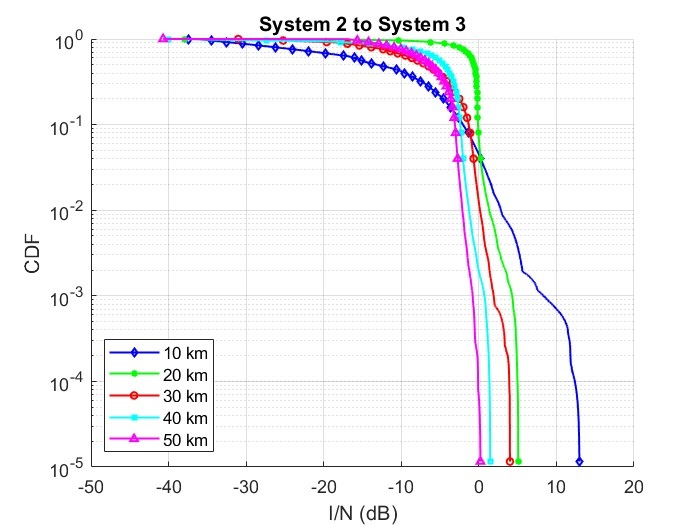 System 2 to System 3
10^0
10^-1
10^-2
10^-3
10^-4
10^-5
CDF
10 km
20 km
30 km
40 km
50 km
-50 -40 -30 -20 -10 0 10 20
I/N (dB)